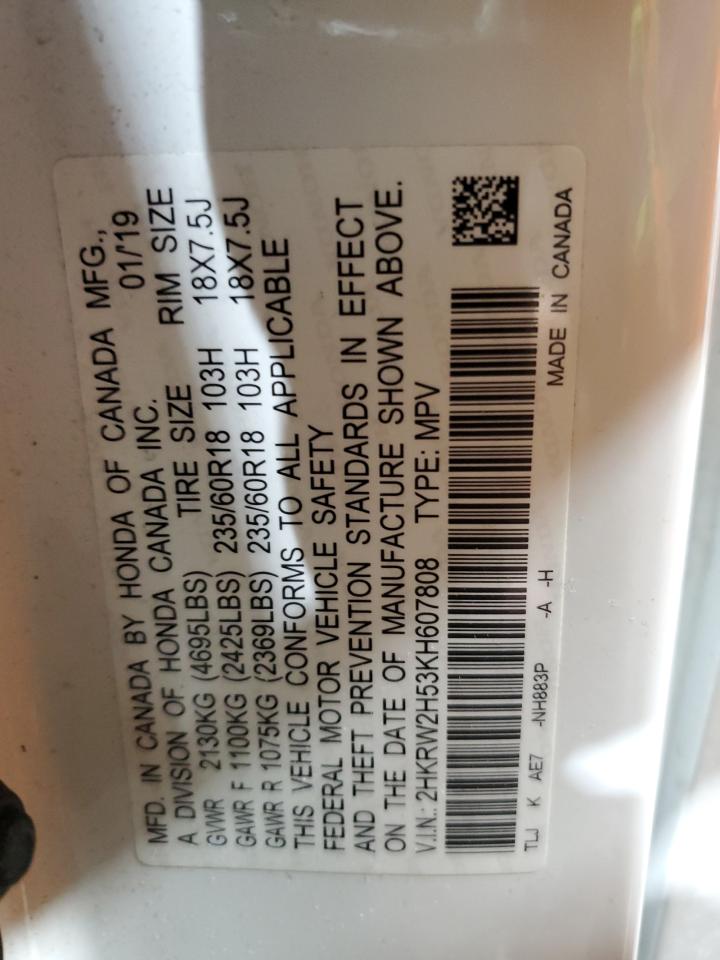 MFD. IN CANADA BY HONDA OF CANADA MFG.,
A DIVISION OF HONDA CANADA INC. 01/19
GVWR 2130KG (4695LBS) TIRE SIZE RIM SIZE
GAWR F 1100KG (2425LBS) 235/60R18 103H 18X7.5J
GAWR R 1075KG (2369LBS) 235/60R18 103H 18X7.5J
THIS VEHICLE CONFORMS TO ALL APPLICABLE
FEDERAL MOTOR VEHICLE SAFETY
AND THEFT PREVENTION STANDARDS IN EFFECT
ON THE DATE OF MANUFACTURE SHOWN ABOVE.
V.I.N.: 2HKRW2H53KH607808 TYPE: MPV
TLJ K AE7 -NH883P -A -H
MADE IN CANADA